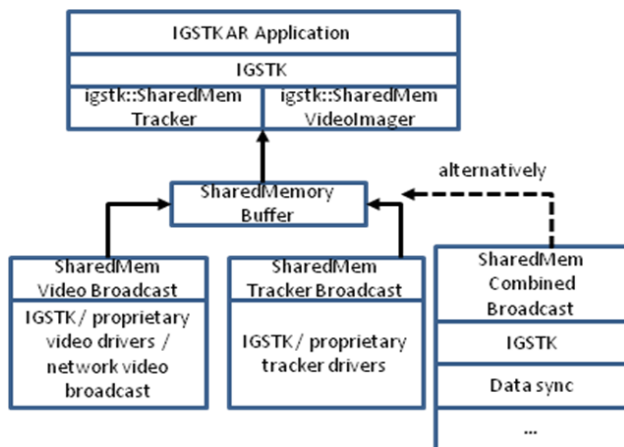 IGSTK AR Application
IGSTK
igstk::SharedMem
Tracker
igstk::SharedMem
VideoImager
alternatively
SharedMemory
Buffer
SharedMem
Video Broadcast
IGSTK/ proprietary
video drivers /
network video
broadcast
SharedMem
Tracker Broadcast
IGSTK/ proprietary
tracker drivers
SharedMem
Combined
Broadcast
IGSTK
Data sync
...